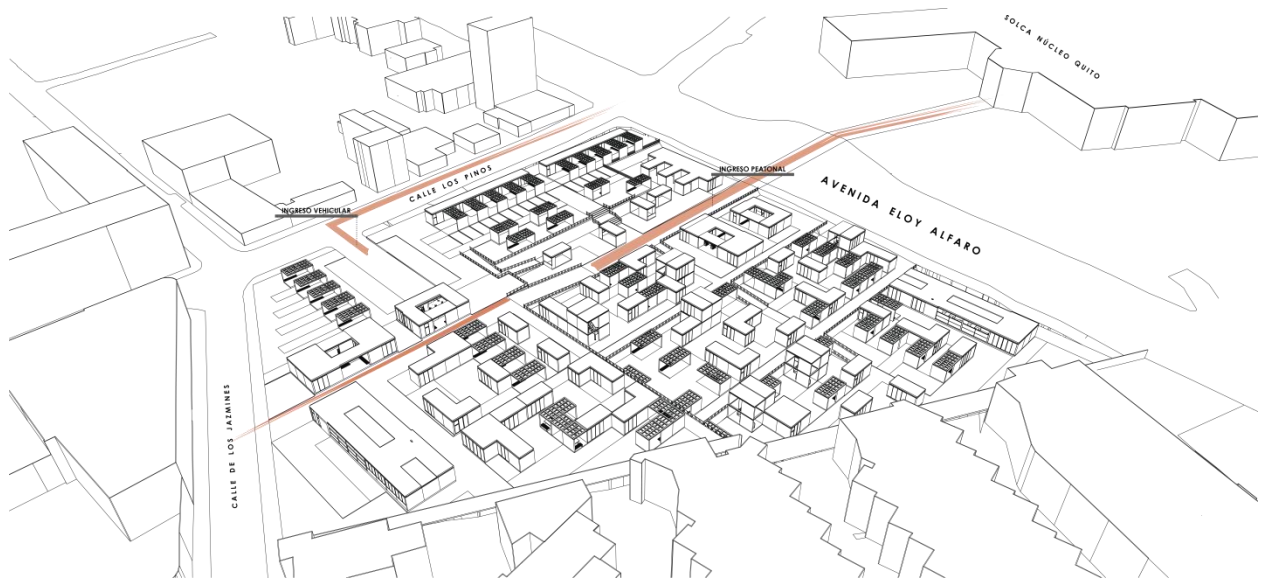 SOLCA NÚCLEO QUITO
CALLE LOS PINOS
INGRESO PEATONAL
AVENIDA ELOY ALFARO
INGRESO VEHICULAR
CALLE DE LOS JAZMINES